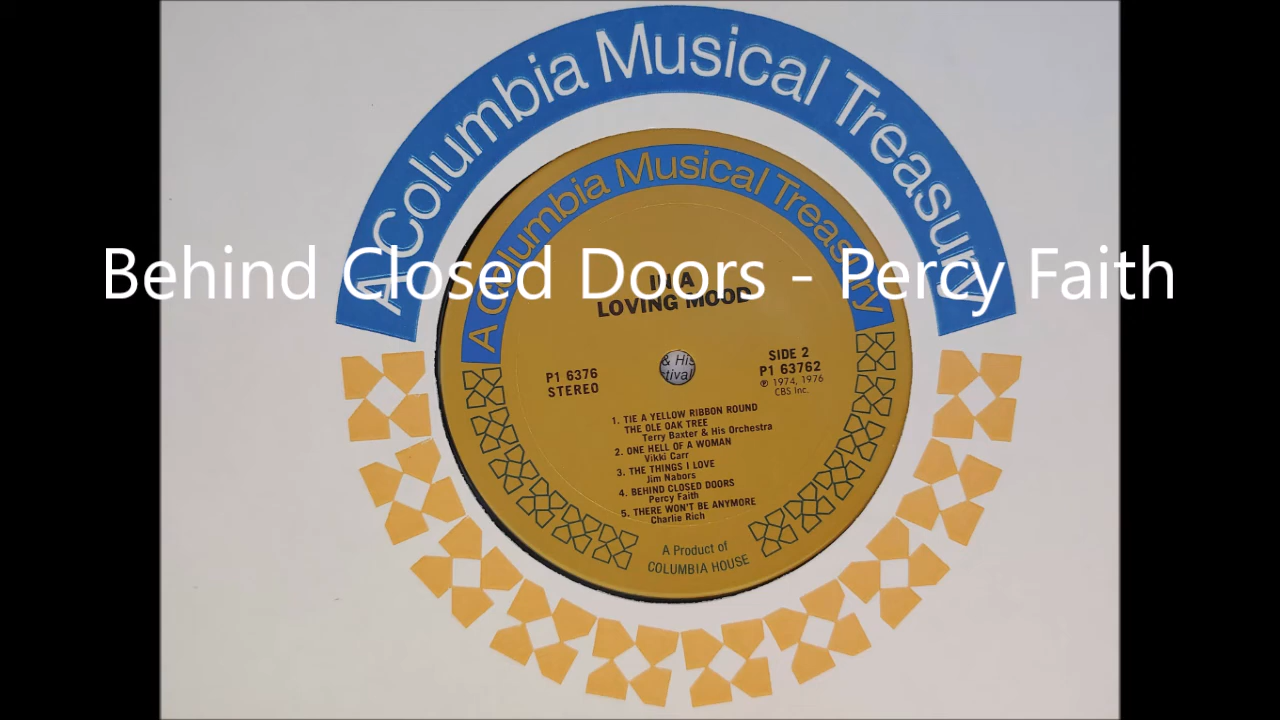 A Columbia Musical Treasury
A Columbia Musical Treasury
Behind Closed Doors - Percy Faith
IN A
LOVING MOOD
P1 6376
STEREO
& His
tival
SIDE 2
P1 63762
℗ 1974, 1976
CBS Inc.
1. TIE A YELLOW RIBBON ROUND
THE OLE OAK TREE
Terry Baxter & His Orchestra
2. ONE HELL OF A WOMAN
Vikki Carr
3. THE THINGS I LOVE
Jim Nabors
4. BEHIND CLOSED DOORS
Percy Faith
5. THERE WON'T BE ANYMORE
Charlie Rich
A Product of
COLUMBIA HOUSE